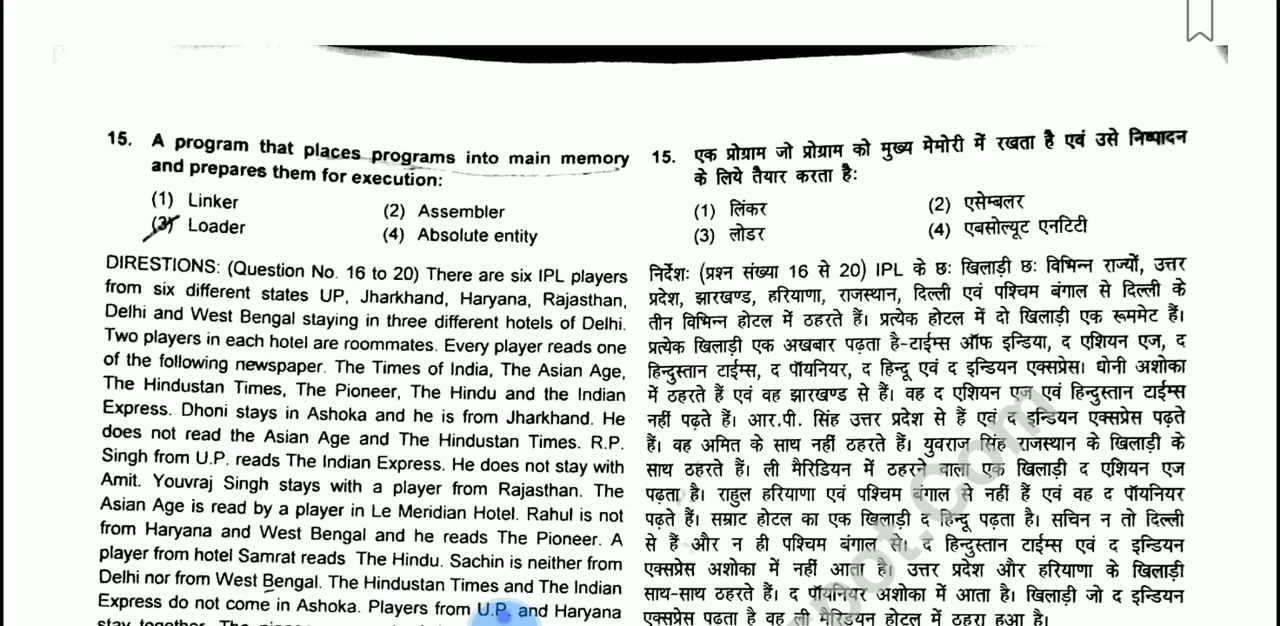 15. A program that places programs into main memory
and prepares them for execution:
(1) Linker
(2) Assembler
(3) Loader
(4) Absolute entity
DIRESTIONS: (Question No. 16 to 20) There are six IPL players
from six different states UP, Jharkhand, Haryana, Rajasthan,
Delhi and West Bengal staying in three different hotels of Delhi.
Two players in each hotel are roommates. Every player reads one
of the following newspaper. The Times of India, The Asian Age,
The Hindustan Times, The Pioneer, The Hindu and the Indian
Express. Dhoni stays in Ashoka and he is from Jharkhand. He
does not read the Asian Age and The Hindustan Times. R.P.
Singh from U.P. reads The Indian Express. He does not stay with
Amit. Youvraj Singh stays with a player from Rajasthan. The
Asian Age is read by a player in Le Meridian Hotel. Rahul is not
from Haryana and West Bengal and he reads The Pioneer. A
player from hotel Samrat reads The Hindu. Sachin is neither from
Delhi nor from West Bengal. The Hindustan Times and The Indian
Express do not come in Ashoka. Players from U.P. and Haryana
stay together. The
15. एक प्रोग्राम जो प्रोग्राम को मुख्य मेमोरी में रखता है एवं उसे निष्पादन
के लिये तैयार करता है:
(1) लिंकर
(2) एसेम्बलर
(3) लोडर
(4) एबसोल्यूट एनटिटी
निर्देश: (प्रश्न संख्या 16 से 20) IPL के छः खिलाड़ी छः विभिन्न राज्यों, उत्तर
प्रदेश, झारखण्ड, हरियाणा, राजस्थान, दिल्ली एवं पश्चिम बंगाल से दिल्ली के
तीन विभिन्न होटल में ठहरते हैं। प्रत्येक होटल में दो खिलाड़ी एक रूममेट हैं।
प्रत्येक खिलाड़ी एक अखबार पढ़ता है-टाईम्स ऑफ इन्डिया, द एशियन एज, द
हिन्दुस्तान टाईम्स, द पॉयनियर, द हिन्दू एवं द इन्डियन एक्सप्रेस। धोनी अशोका
में ठहरते हैं एवं वह झारखण्ड से हैं। वह द एशियन एज एवं हिन्दुस्तान टाईम्स
नहीं पढ़ते हैं। आर.पी. सिंह उत्तर प्रदेश से हैं एवं द इन्डियन एक्सप्रेस पढ़ते
हैं। वह अमित के साथ नहीं ठहरते हैं। युवराज सिंह राजस्थान के खिलाड़ी के
साथ ठहरते हैं। ली मैरिडियन में ठहरने वाला एक खिलाड़ी द एशियन एज
पढ़ता है। राहुल हरियाणा एवं पश्चिम बंगाल से नहीं हैं एवं वह द पॉयनियर
पढ़ते हैं। सम्राट होटल का एक खिलाड़ी द हिन्दू पढ़ता है। सचिन न तो दिल्ली
से हैं और न ही पश्चिम बंगाल से। द हिन्दुस्तान टाईम्स एवं द इन्डियन
एक्सप्रेस अशोका में नहीं आता है। उत्तर प्रदेश और हरियाणा के खिलाड़ी
साथ-साथ ठहरते हैं। द पॉयनियर अशोका में आता है। खिलाड़ी जो द इन्डियन
एक्सप्रेस पढता है वह ली मैरिडयन होटल में ठहरा हुआ है।
pot.Com